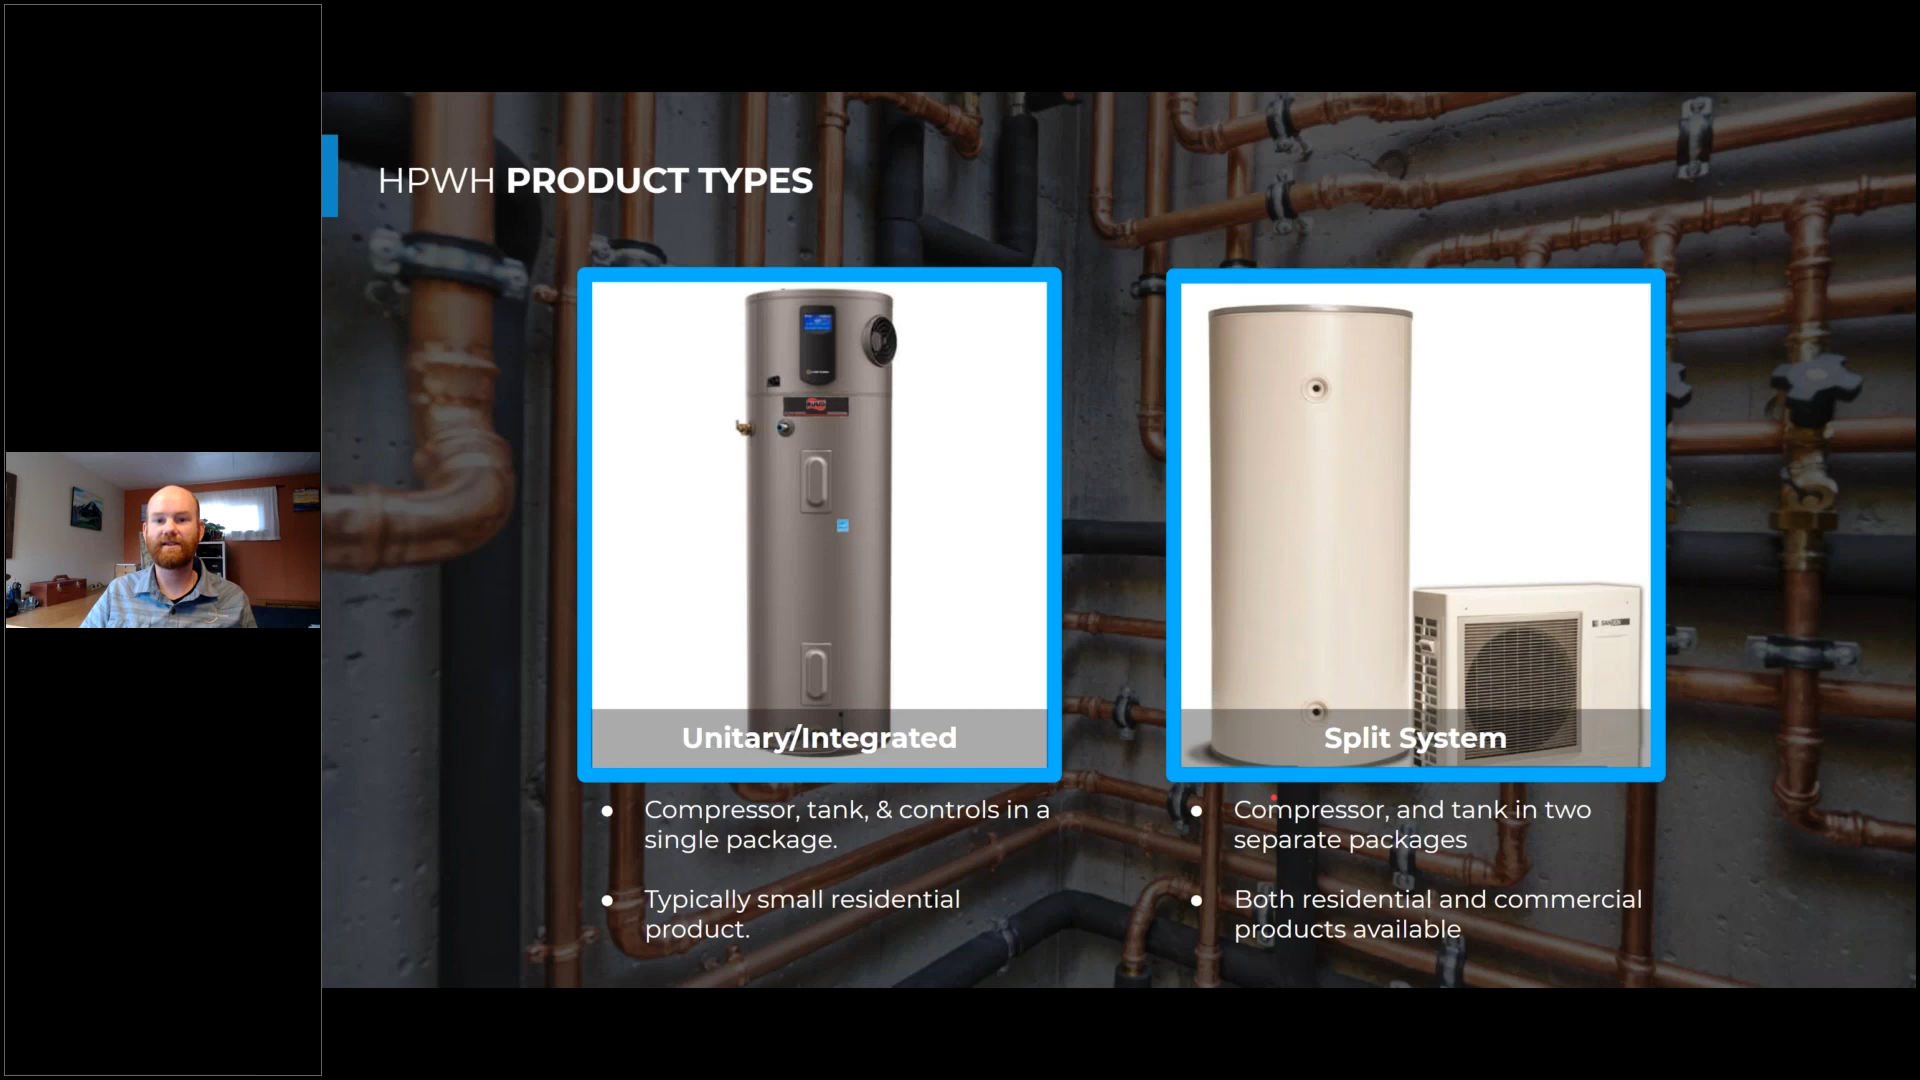 HPWH PRODUCT TYPES
Unitary/Integrated
● Compressor, tank, & controls in a
single package.
● Typically small residential
product.
Split System
● Compressor, and tank in two
separate packages
● Both residential and commercial
products available